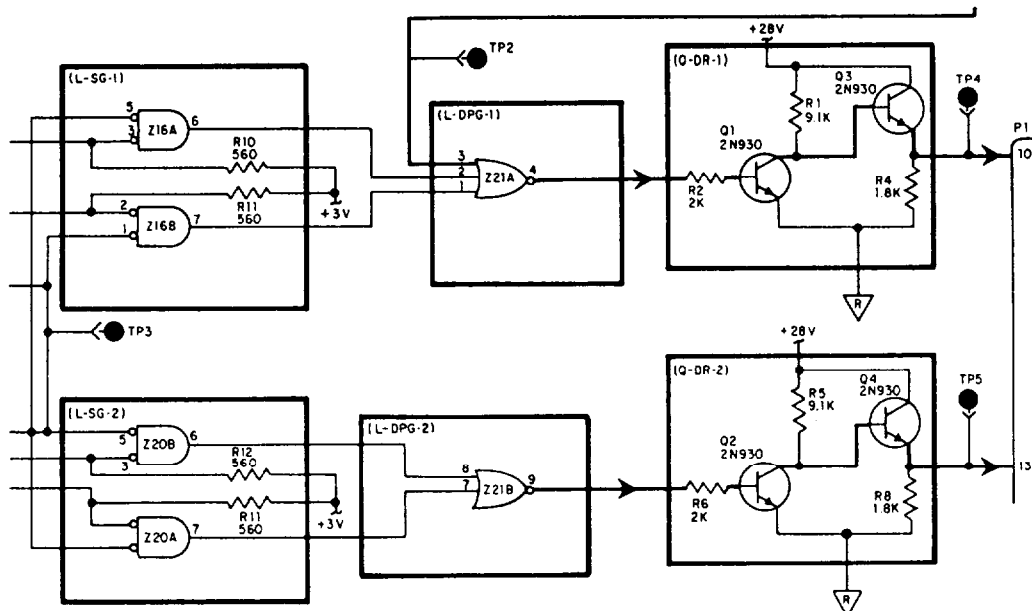 (L-SG-1)
5
3
Z16A
6
R10
560
R11
560
+3V
2
1
Z16B
7
TP3
TP2
(L-DPG-1)
3
2
1
Z21A
4
(Q-DR-1)
+28V
R1
9.1K
Q3
2N930
Q1
2N930
R2
2K
R4
1.8K
R
TP4
P1
10
(L-SG-2)
5
3
Z20B
6
R12
560
R11
560
+3V
Z20A
7
(L-DPG-2)
8
7
Z21B
9
+28V
(Q-DR-2)
R5
9.1K
Q4
2N930
Q2
2N930
R6
2K
R8
1.8K
R
TP5
13